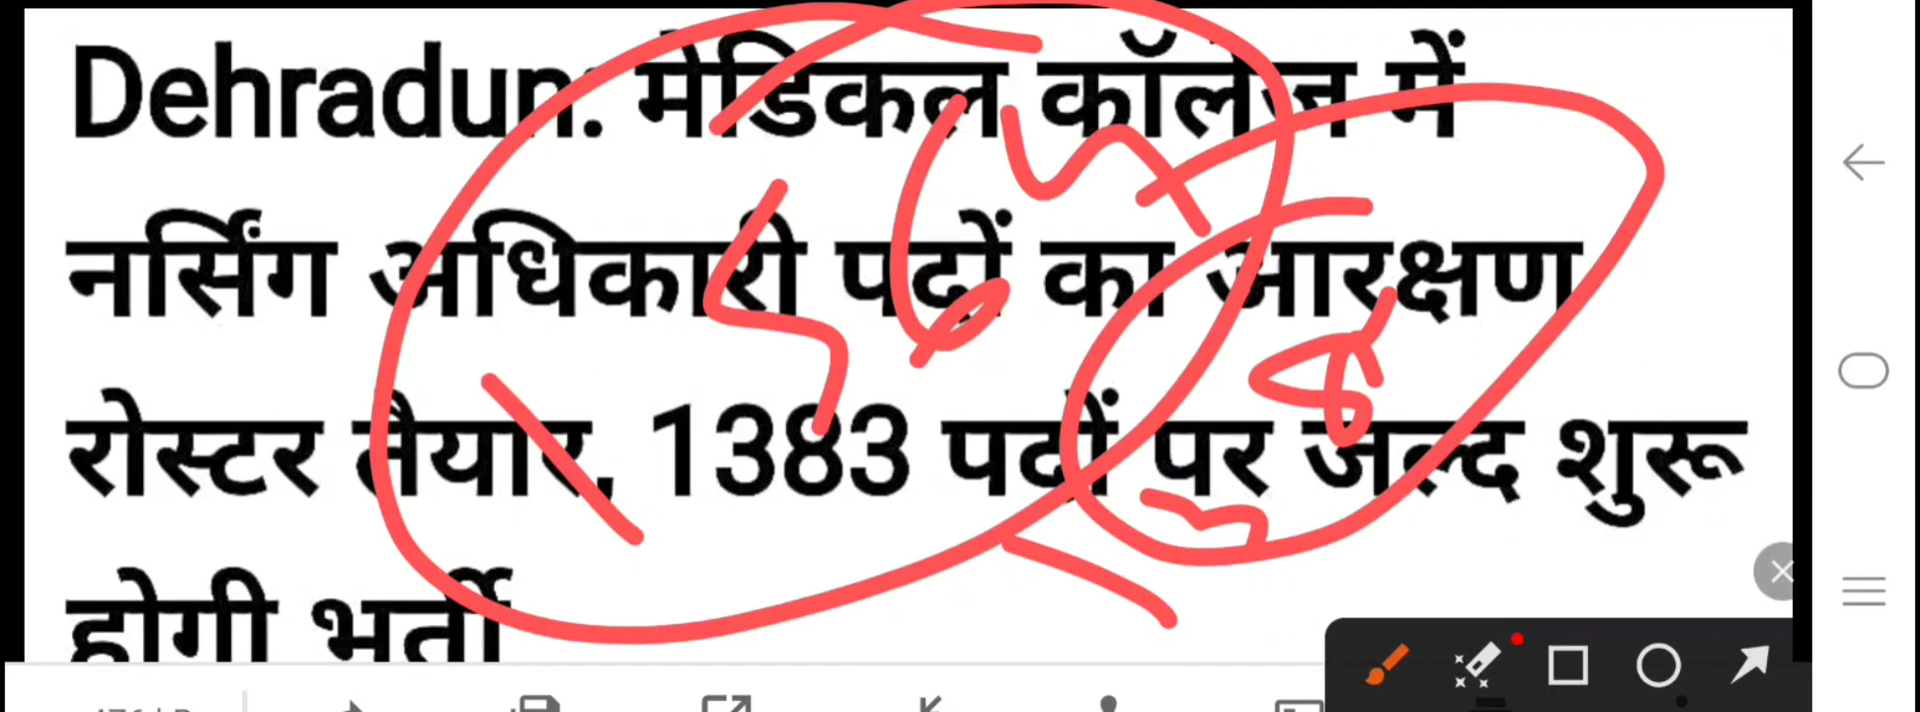 Dehradun: मेडिकल कॉलेज में
नर्सिंग अधिकारी पदों का आरक्षण
रोस्टर तैयार, 1383 पदों पर जल्द शुरू
होगी भर्ती